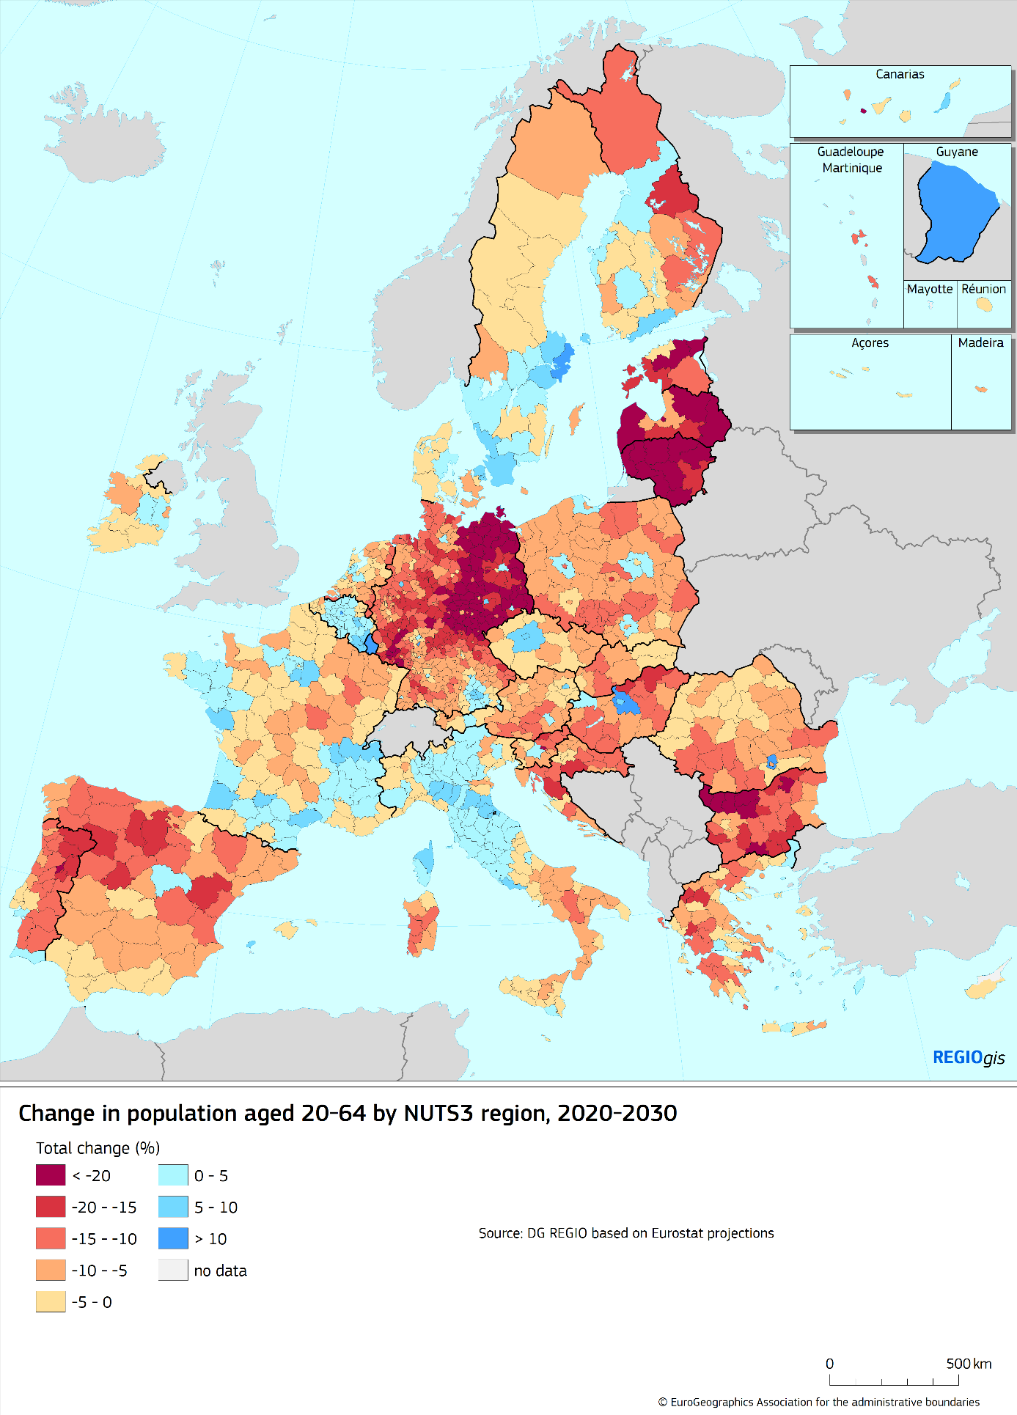 Canarias
Guadeloupe
Martinique
Guyane
Mayotte
Réunion
Açores
Madeira
REGIOgis
Change in population aged 20-64 by NUTS3 region, 2020-2030
Total change (%)
< -20
-20 - -15
-15 - -10
-10 - -5
-5 - 0
0 - 5
5 - 10
> 10
no data
Source: DG REGIO based on Eurostat projections
0 500 km
© EuroGeographics Association for the administrative boundaries